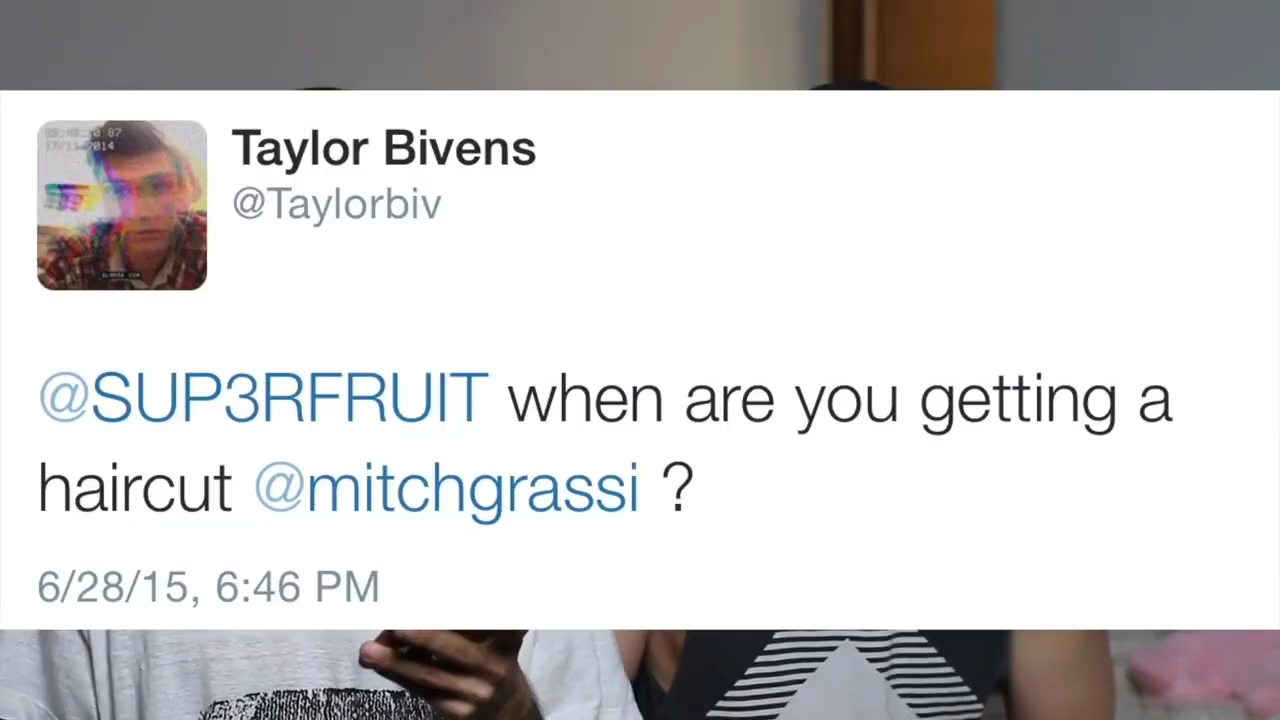 Taylor Bivens
@Taylorbiv
@SUP3RFRUIT when are you getting a
haircut @mitchgrassi ?
6/28/15, 6:46 PM